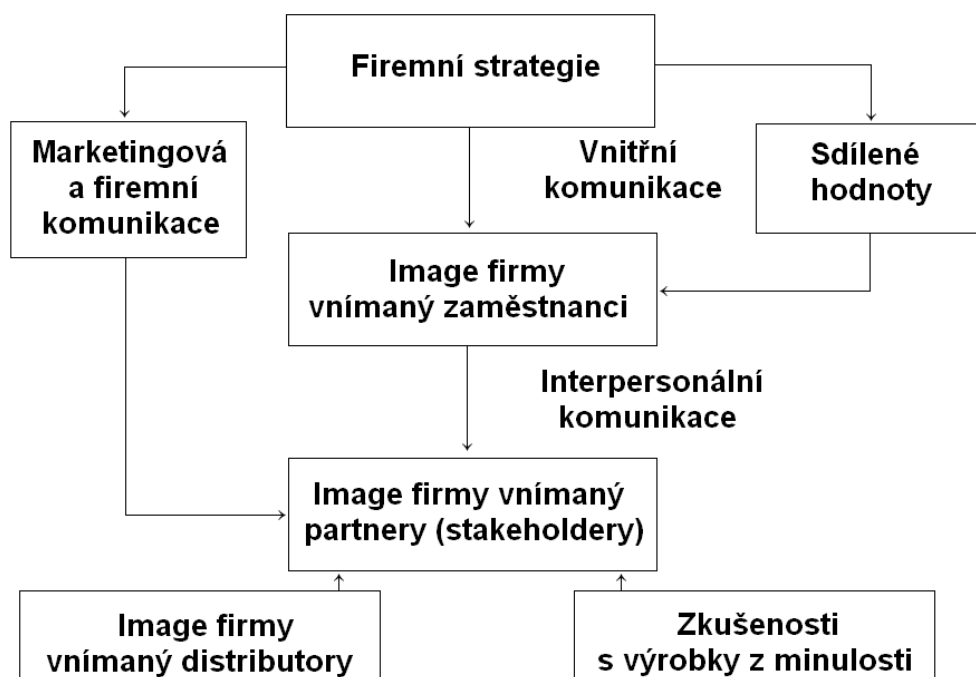 Firemní strategie
Marketingová
a firemní
komunikace
Vnitřní
komunikace
Sdílené
hodnoty
Image firmy
vnímaný zaměstnanci
Interpersonální
komunikace
Image firmy vnímaný
partnery (stakeholdery)
Image firmy
vnímaný distributory
Zkušenosti
s výrobky z minulosti